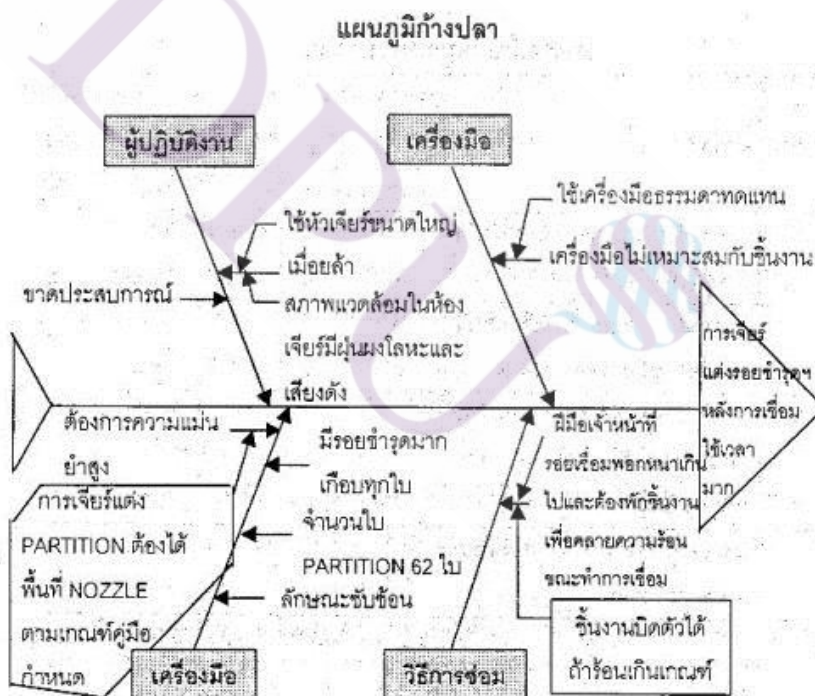 แผนภูมิก้างปลา
ผู้ปฏิบัติงาน
เครื่องมือ
ใช้หัวเจียร์ขนาดใหญ่
เมื่อยล้า
ขาดประสบการณ์
สภาพแวดล้อมในห้อง
เจียร์มีฝุ่นผงโลหะและ
เสียงดัง
ใช้เครื่องมือธรรมดาทดแทน
เครื่องมือไม่เหมาะสมกับชิ้นงาน
การเจียร์
แต่งรอยชำรุดฯ
หลังการเชื่อม
ใช้เวลา
มาก
ต้องการความแม่น
ยำสูง
การเจียร์แต่ง
PARTITION ต้องได้
พื้นที่ NOZZLE
ตามเกณฑ์คู่มือ
กำหนด
มีรอยชำรุดมาก
เกือบทุกใบ
จำนวนใบ
PARTITION 62 ใบ
ลักษณะซับซ้อน
เครื่องมือ
ฝีมือเจ้าหน้าที่
รอยเชื่อมพอกหนาเกิน
ไปและต้องพักชิ้นงาน
เพื่อคลายความร้อน
ขณะทำการเชื่อม
ชิ้นงานบิดตัวได้
ถ้าร้อนเกินเกณฑ์
วิธีการซ่อม
DPU